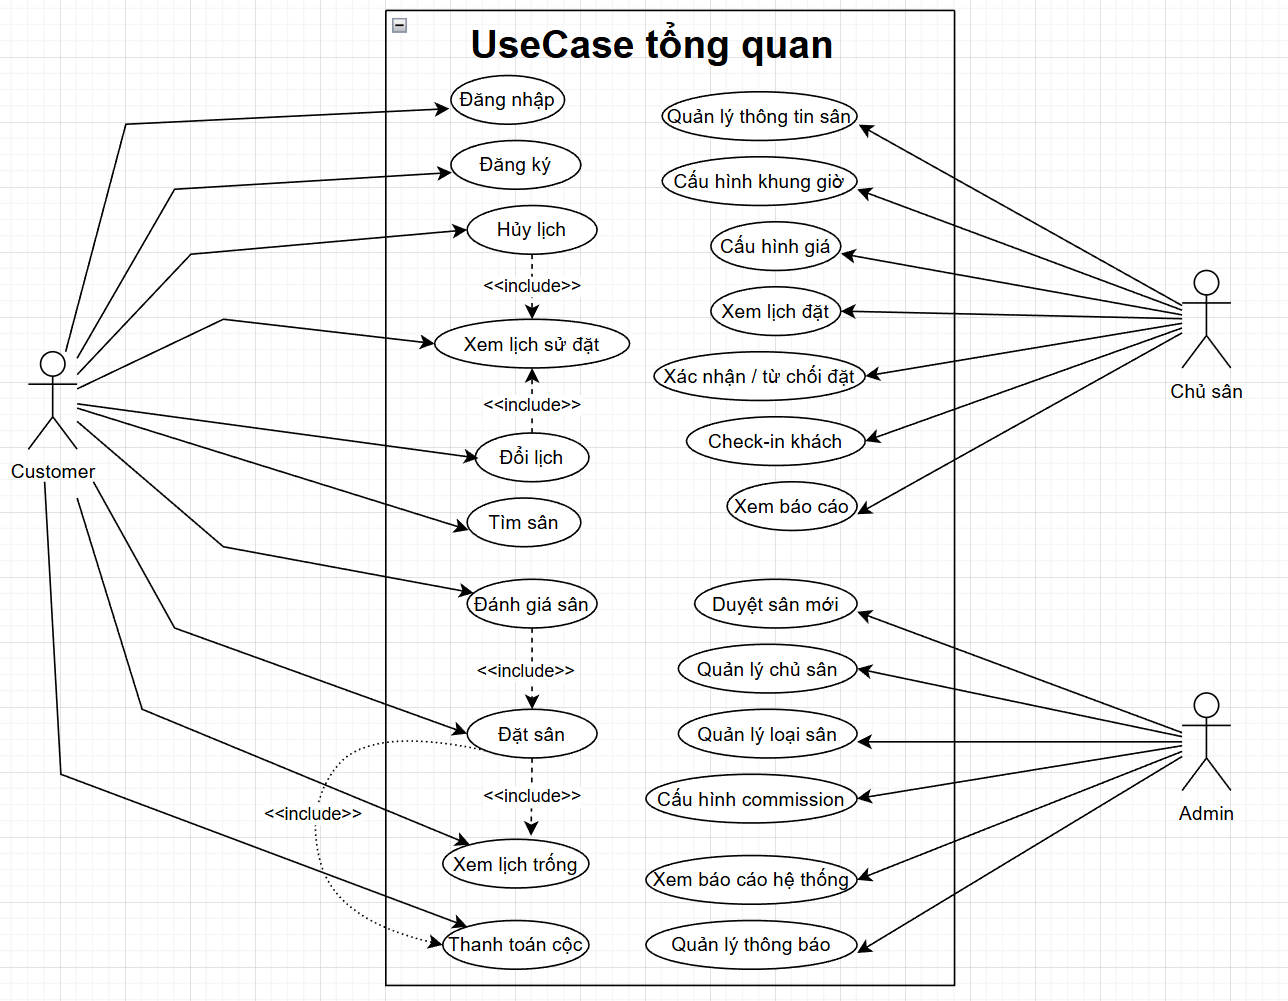 UseCase tổng quan
Đăng nhập
Đăng ký
Hủy lịch
<<include>>
Xem lịch sử đặt
<<include>>
Đổi lịch
Tìm sân
Đánh giá sân
<<include>>
Đặt sân
<<include>>
<<include>>
Xem lịch trống
Thanh toán cộc
Customer
Quản lý thông tin sân
Cấu hình khung giờ
Cấu hình giá
Xem lịch đặt
Xác nhận / từ chối đặt
Check-in khách
Xem báo cáo
Chủ sân
Duyệt sân mới
Quản lý chủ sân
Quản lý loại sân
Cấu hình commission
Xem báo cáo hệ thống
Quản lý thông báo
Admin